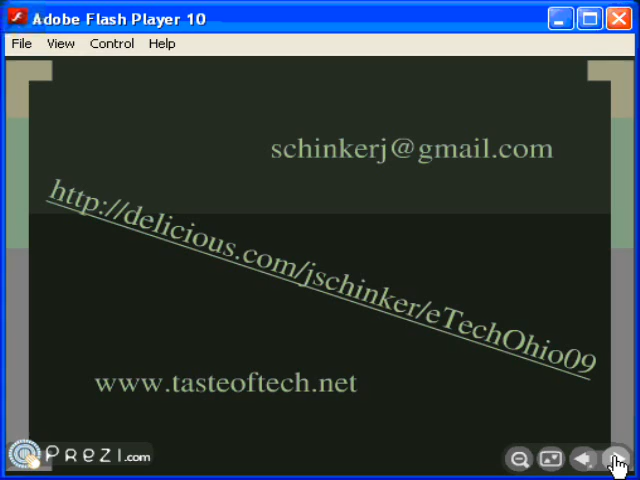 Adobe Flash Player 10
File View Control Help
schinkerj@gmail.com
http://delicious.com/jschinker/eTechOhio09
www.tasteoftech.net
PREZI.com